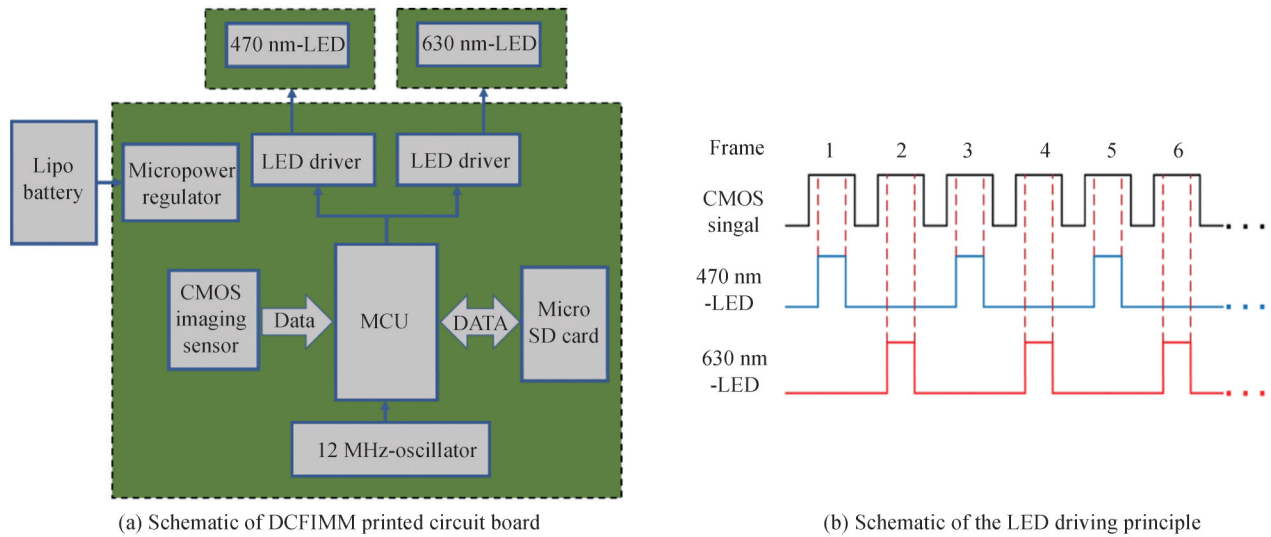 470 nm-LED
630 nm-LED
Lipo
battery
Micropower
regulator
LED driver
LED driver
CMOS
imaging
sensor
Data
MCU
DATA
Micro
SD card
12 MHz-oscillator
(a) Schematic of DCFIMM printed circuit board
Frame
1 2 3 4 5 6
CMOS
singal
470 nm
-LED
630 nm
-LED
(b) Schematic of the LED driving principle